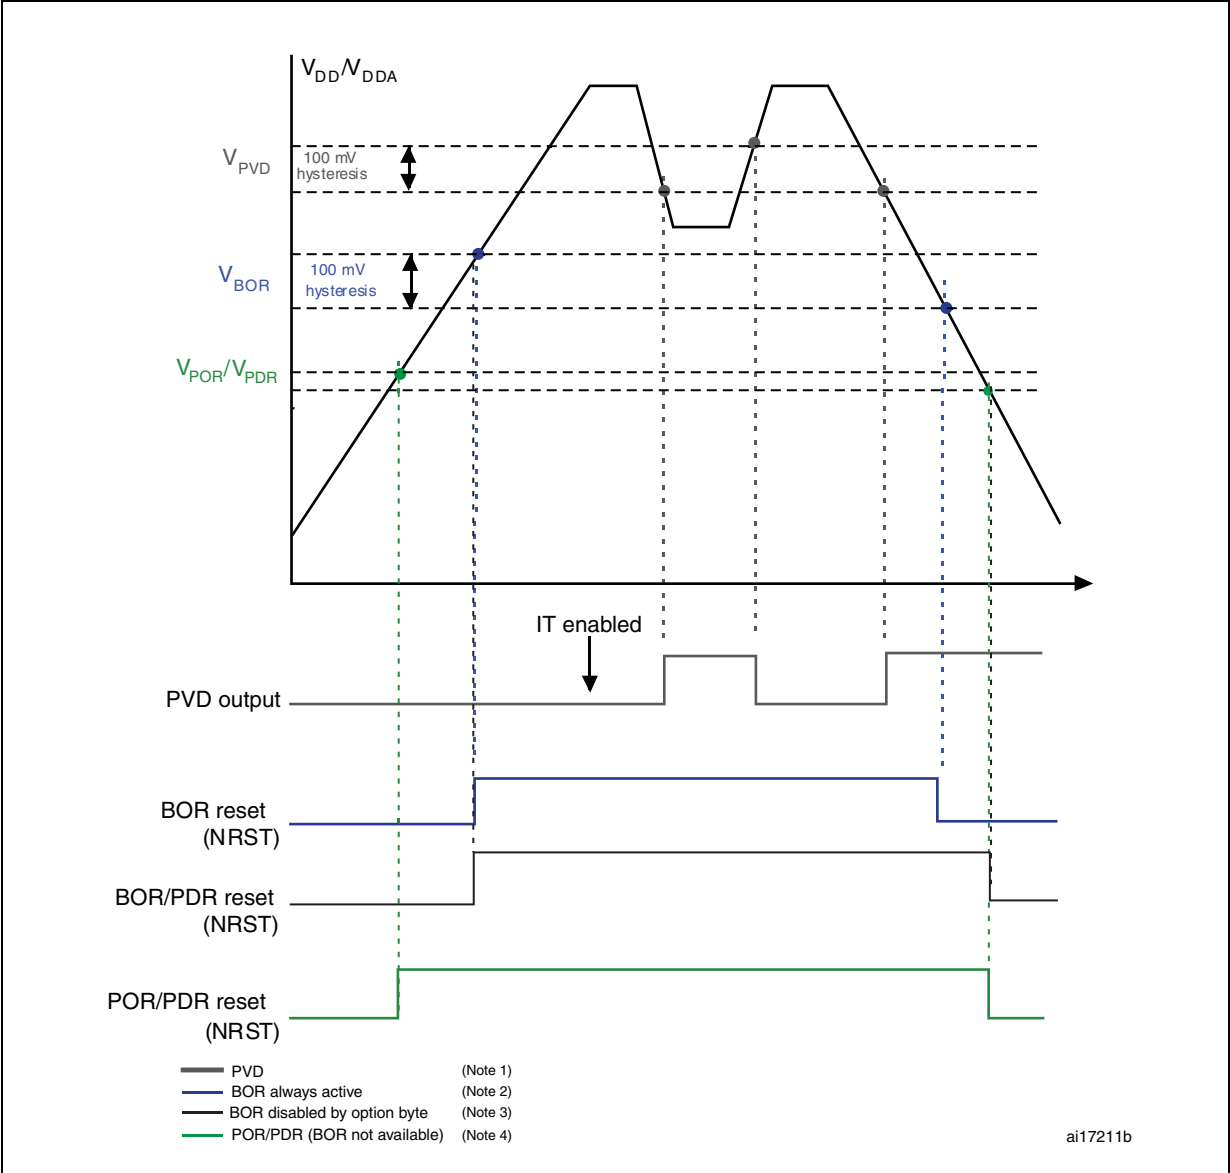 VDD/VDDA
VPVD
100 mV
hysteresis
VBOR
100 mV
hysteresis
VPOR/VPDR
IT enabled
PVD output
BOR reset
(NRST)
BOR/PDR reset
(NRST)
POR/PDR reset
(NRST)
PVD (Note 1)
BOR always active (Note 2)
BOR disabled by option byte (Note 3)
POR/PDR (BOR not available) (Note 4)
ai17211b